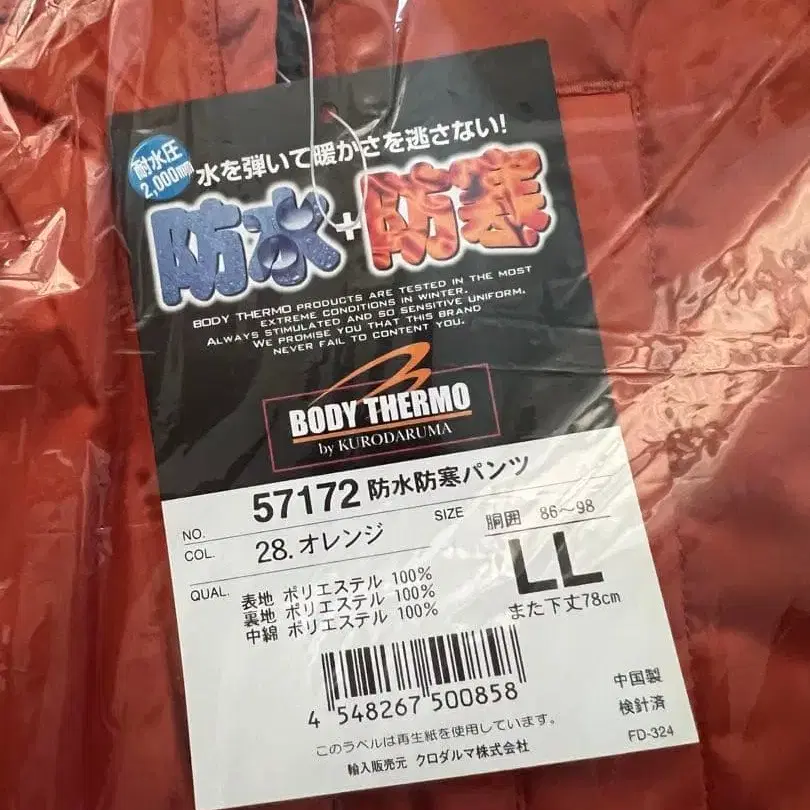 耐水圧
2,000mm
水を弾いて暖かさを逃さない!
防水+防寒
BODY THERMO PRODUCTS ARE TESTED IN THE MOST
EXTREME CONDITIONS IN WINTER.
ALWAYS STIMULATED AND SO SENSITIVE UNIFORM.
WE PROMISE YOU THAT THIS BRAND
NEVER FAIL TO CONTENT YOU.
BODY THERMO
by KURODARUMA
NO. 57172 防水防寒パンツ
COL. 28.オレンジ
SIZE 胴囲 86～98
LL
また下丈78cm
QUAL. 表地 ポリエステル 100%
裏地 ポリエステル 100%
中綿 ポリエステル 100%
4 548267 500858
中国製
検針済
FD-324
このラベルは再生紙を使用しています。
輸入販売元 クロダルマ株式会社